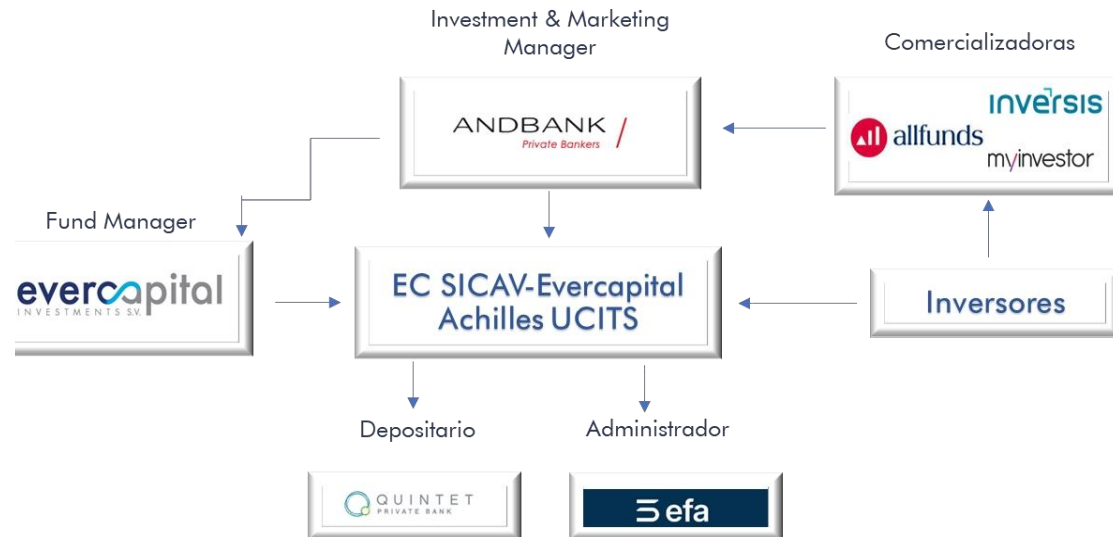 Investment & Marketing
Manager
Comercializadoras
ANDBANK
Private Bankers
inversis
allfunds
myinvestor
Fund Manager
evercapital
INVESTMENTS S.V.
EC SICAV-Evercapital
Achilles UCITS
Inversores
Depositario
Administrador
QUINTET
PRIVATE BANK
efa